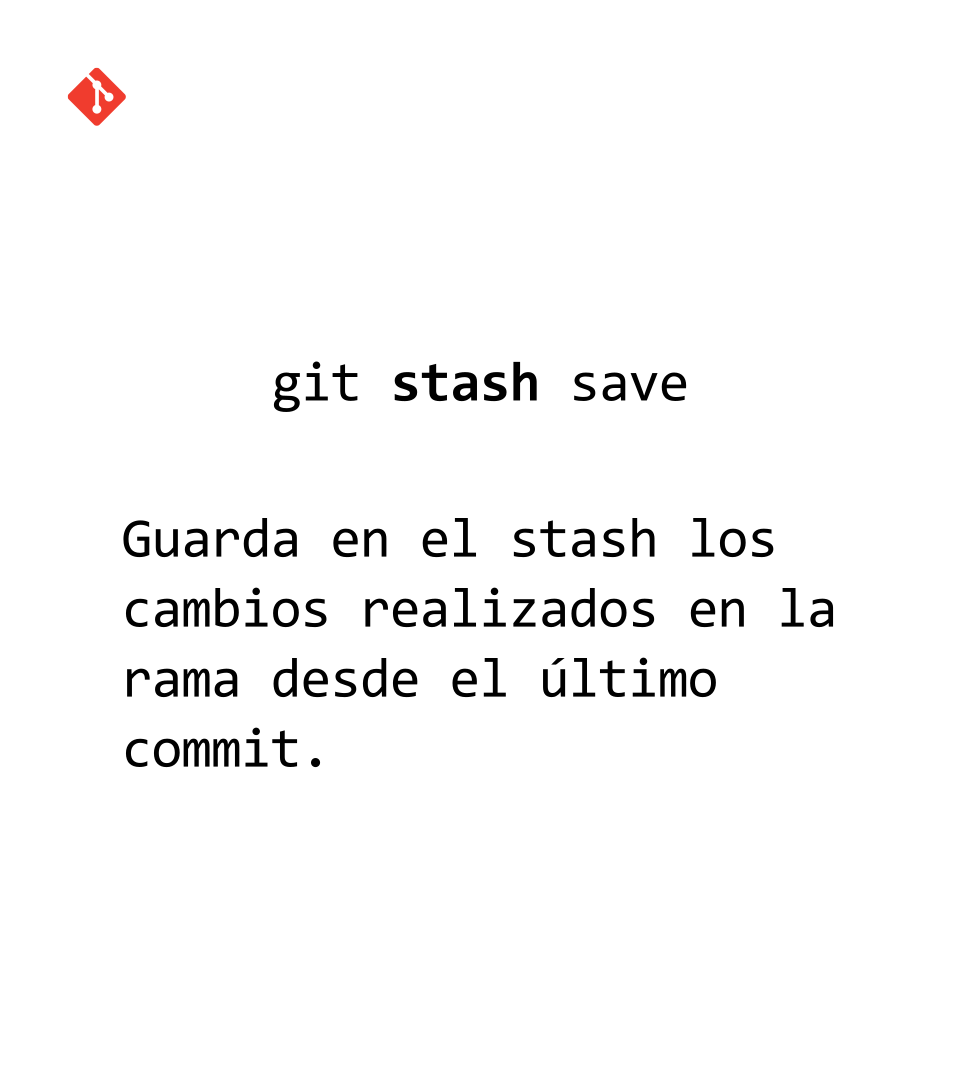 git stash save
Guarda en el stash los
cambios realizados en la
rama desde el último
commit.